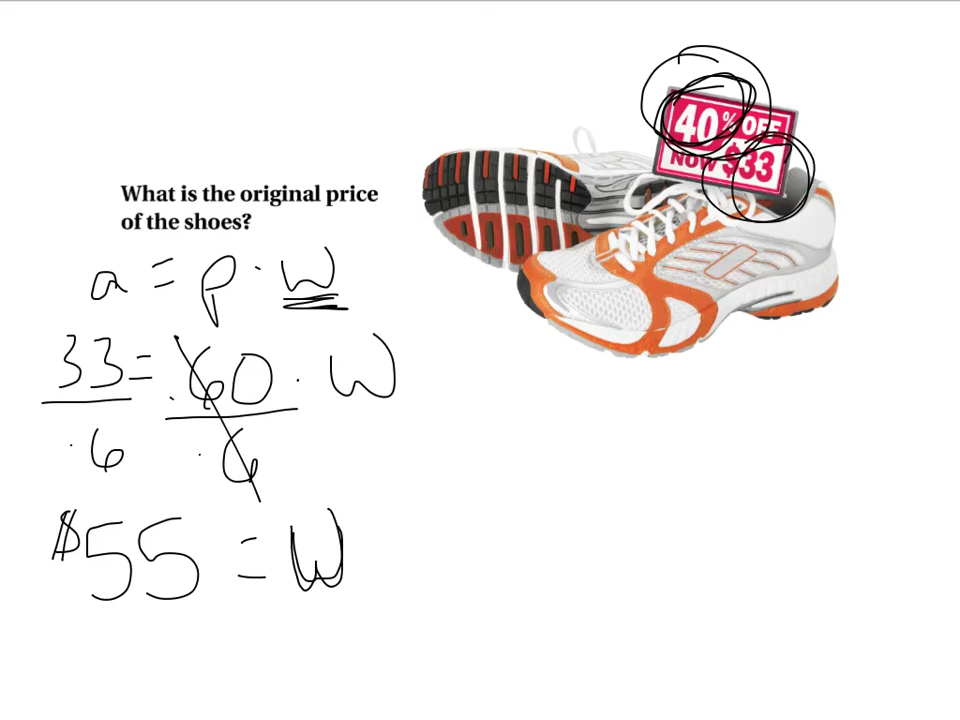 40% OFF
NOW $33
What is the original price
of the shoes?
a = p · w
33 = .60 · w
.6 .6
$55 = w